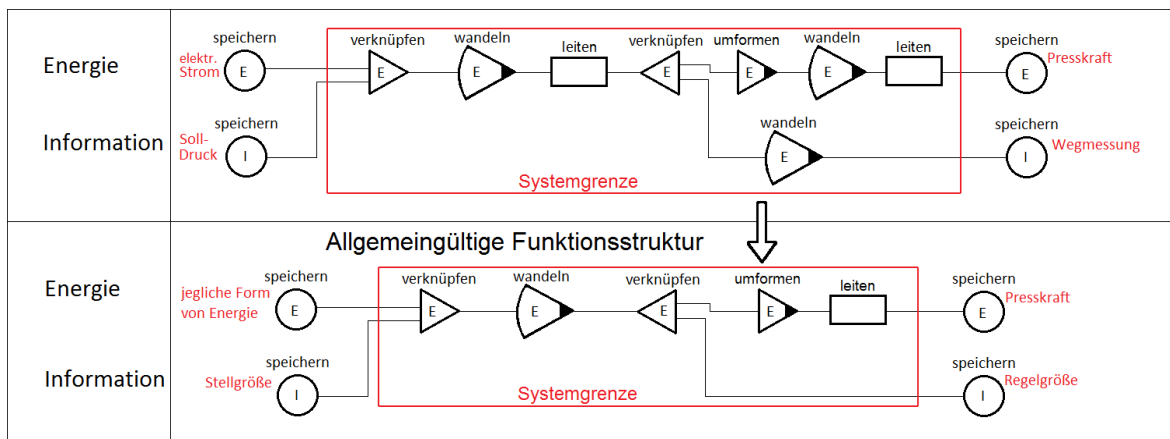 speichern
verknüpfen
wandeln
leiten
verknüpfen
umformen
wandeln
leiten
speichern
Energie
elektr.
Strom
E
E
E
E
E
E
E
Presskraft
speichern
wandeln
speichern
Information
Soll-
Druck
I
E
I
Wegmessung
Systemgrenze
Allgemeingültige Funktionsstruktur
speichern
verknüpfen
wandeln
verknüpfen
umformen
leiten
speichern
Energie
jegliche Form
von Energie
E
E
E
E
E
E
Presskraft
speichern
speichern
Information
Stellgröße
I
I
Regelgröße
Systemgrenze